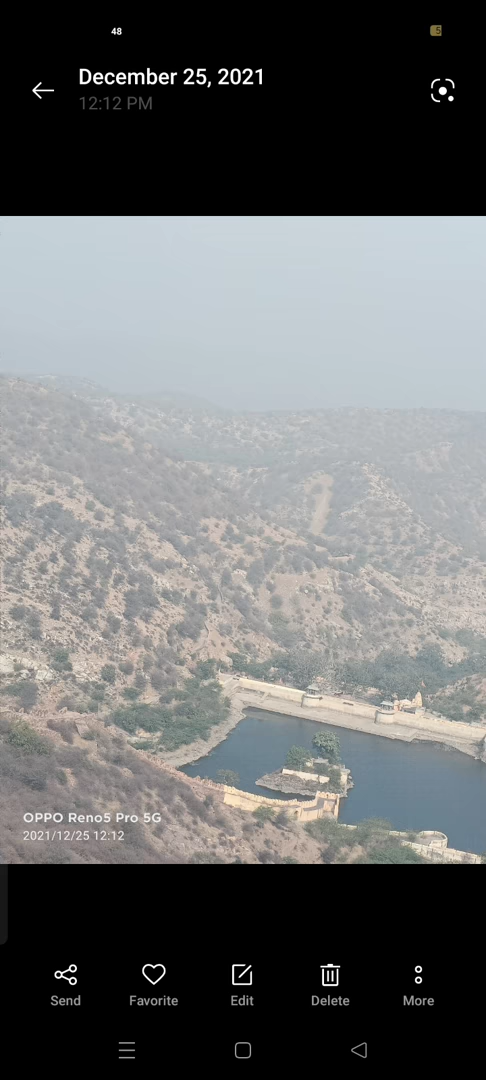 48
5
December 25, 2021
12:12 PM
OPPO Reno5 Pro 5G
2021/12/25 12:12
Send Favorite Edit Delete More